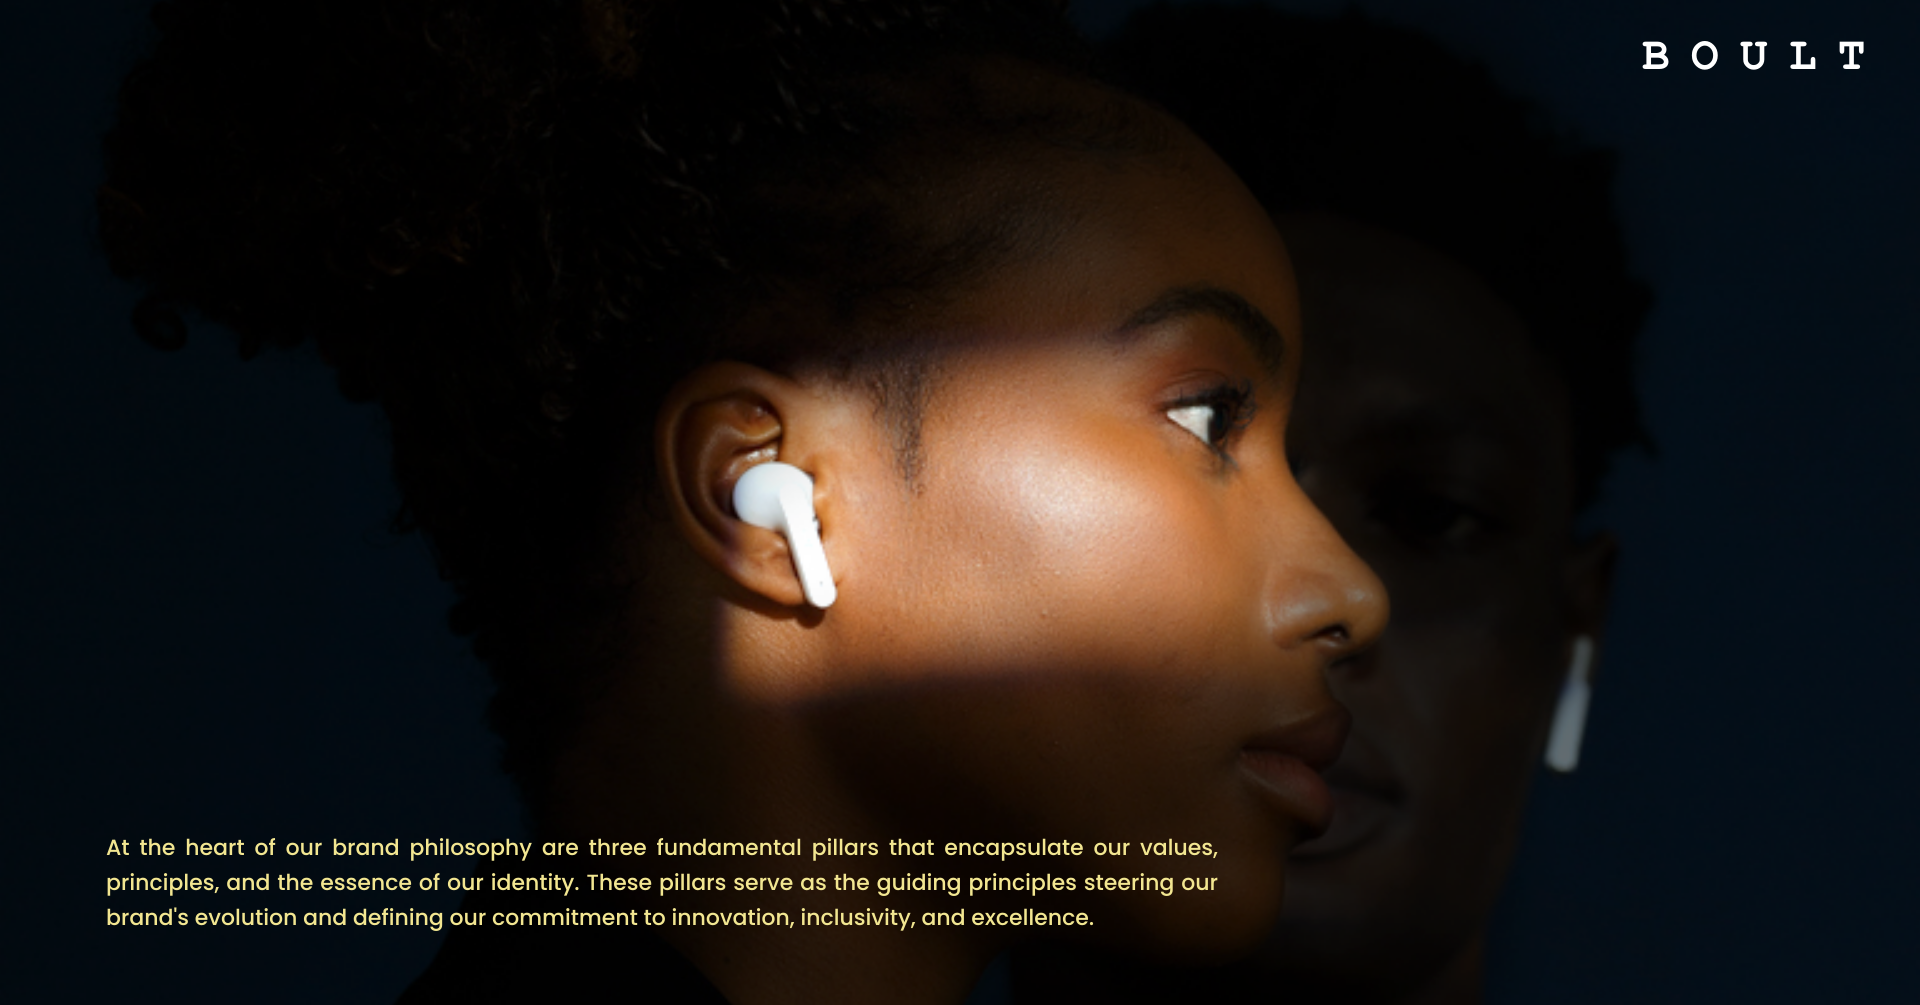 BOULT
At the heart of our brand philosophy are three fundamental pillars that encapsulate our values,
principles, and the essence of our identity. These pillars serve as the guiding principles steering our
brand's evolution and defining our commitment to innovation, inclusivity, and excellence.